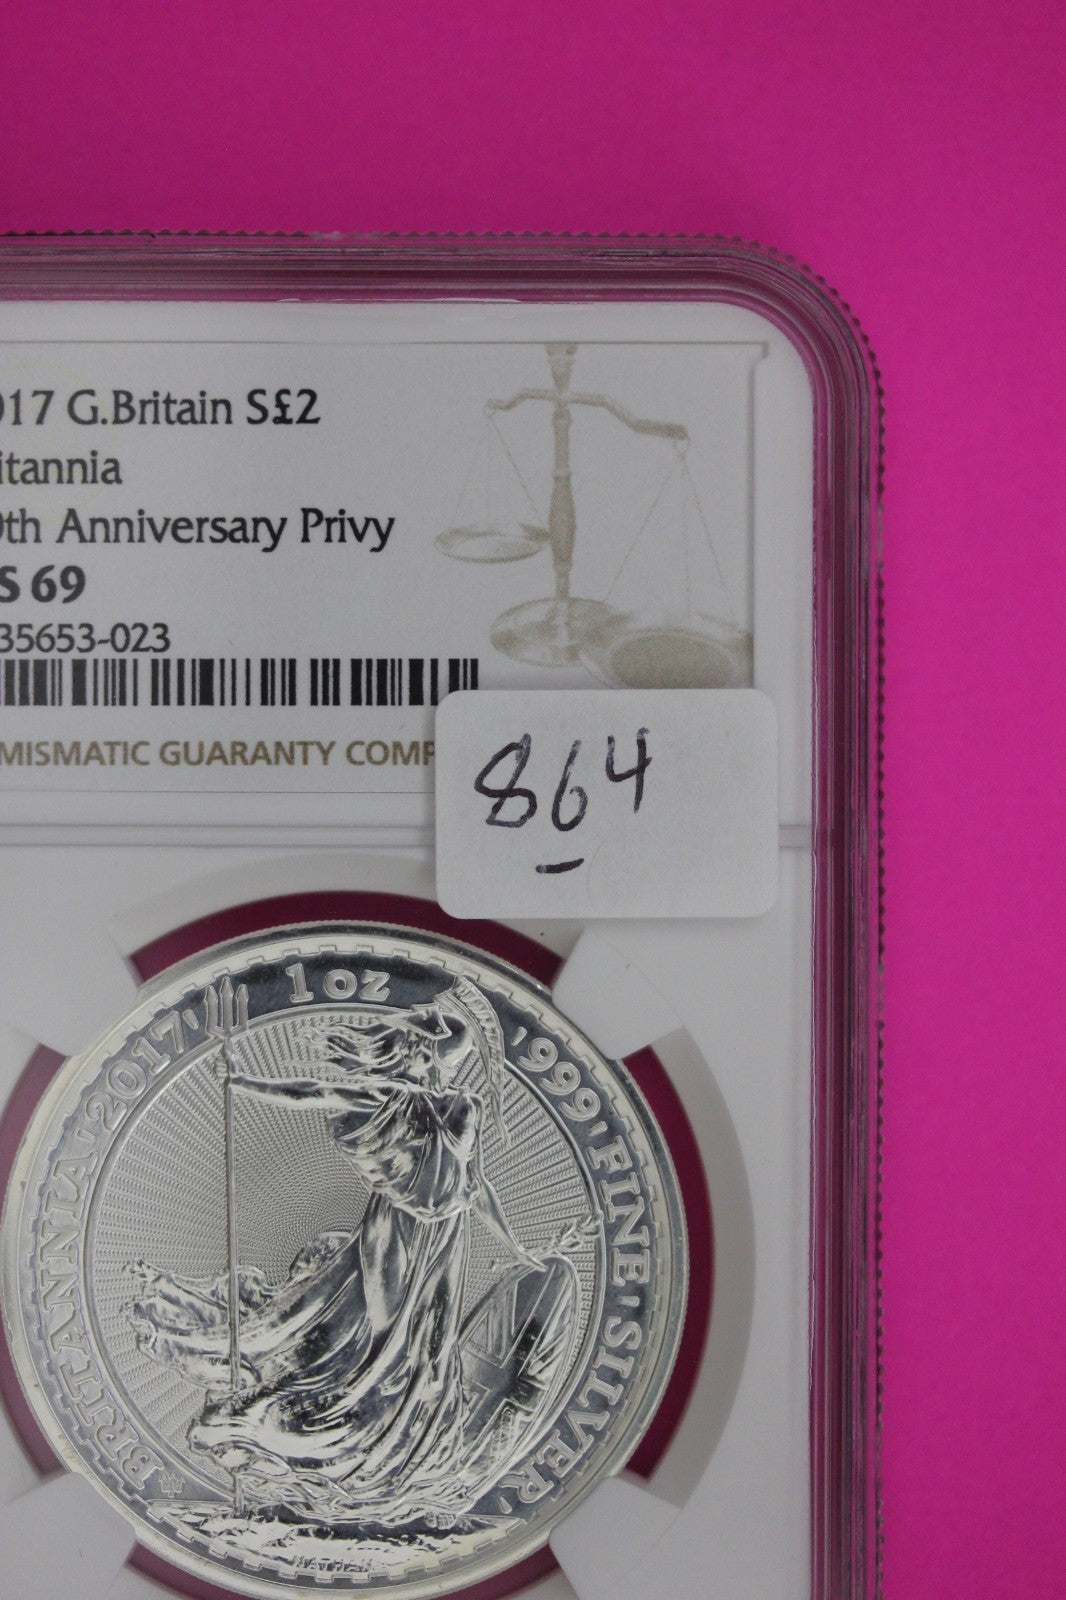 017 G.Britain S£2
itannia
0th Anniversary Privy
S 69
35653-023
MISMATIC GUARANTY COMP
864
1 OZ
BRITANNIA · 2017
999 FINE · SILVER
NATHAN